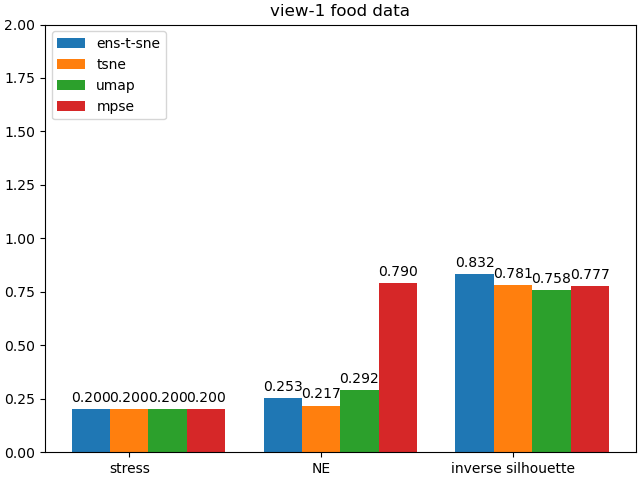 view-1 food data
2.00
1.75
1.50
1.25
1.00
0.75
0.50
0.25
0.00
ens-t-sne
tsne
umap
mpse
0.200 0.200 0.200 0.200
0.253 0.217 0.292 0.790
0.832 0.781 0.758 0.777
stress NE inverse silhouette